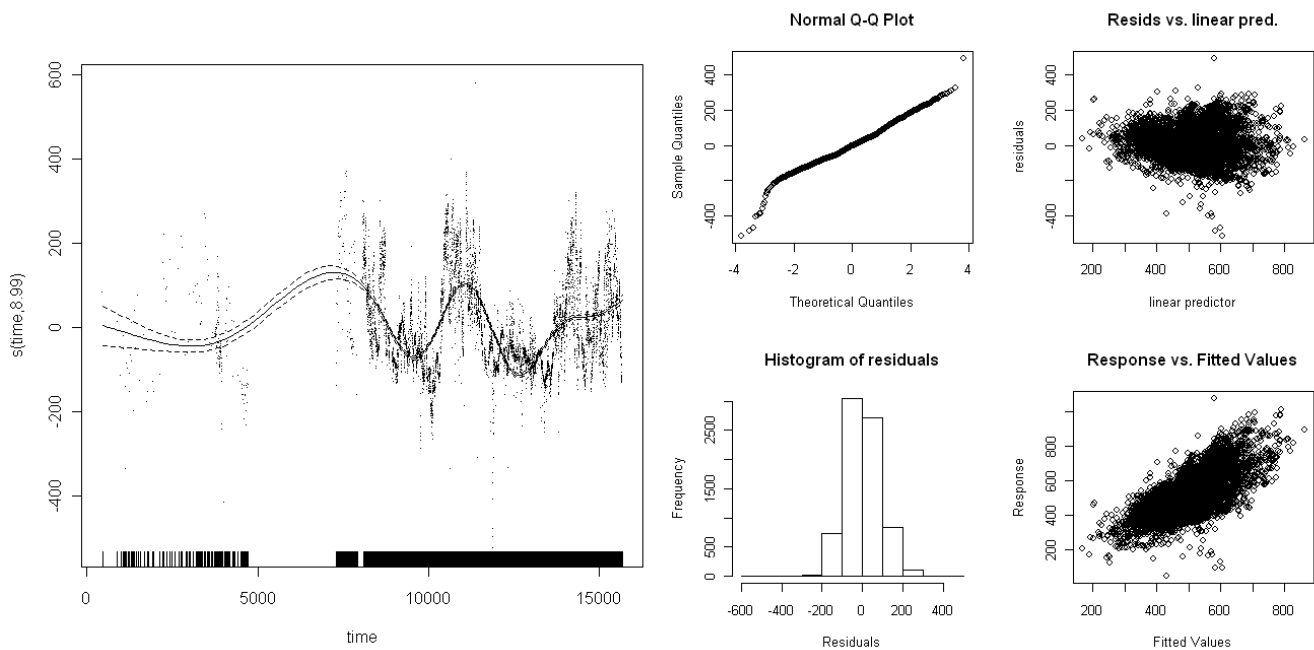 s(time,8.99)
600
400
200
0
-200
-400
0 5000 10000 15000
time
Normal Q-Q Plot
Sample Quantiles
400
200
0
-400
-4 -2 0 2 4
Theoretical Quantiles
Resids vs. linear pred.
residuals
400
200
0
-400
200 400 600 800
linear predictor
Histogram of residuals
Frequency
2500
1500
500
0
-600 -400 -200 0 200 400
Residuals
Response vs. Fitted Values
Response
800
600
400
200
200 400 600 800
Fitted Values